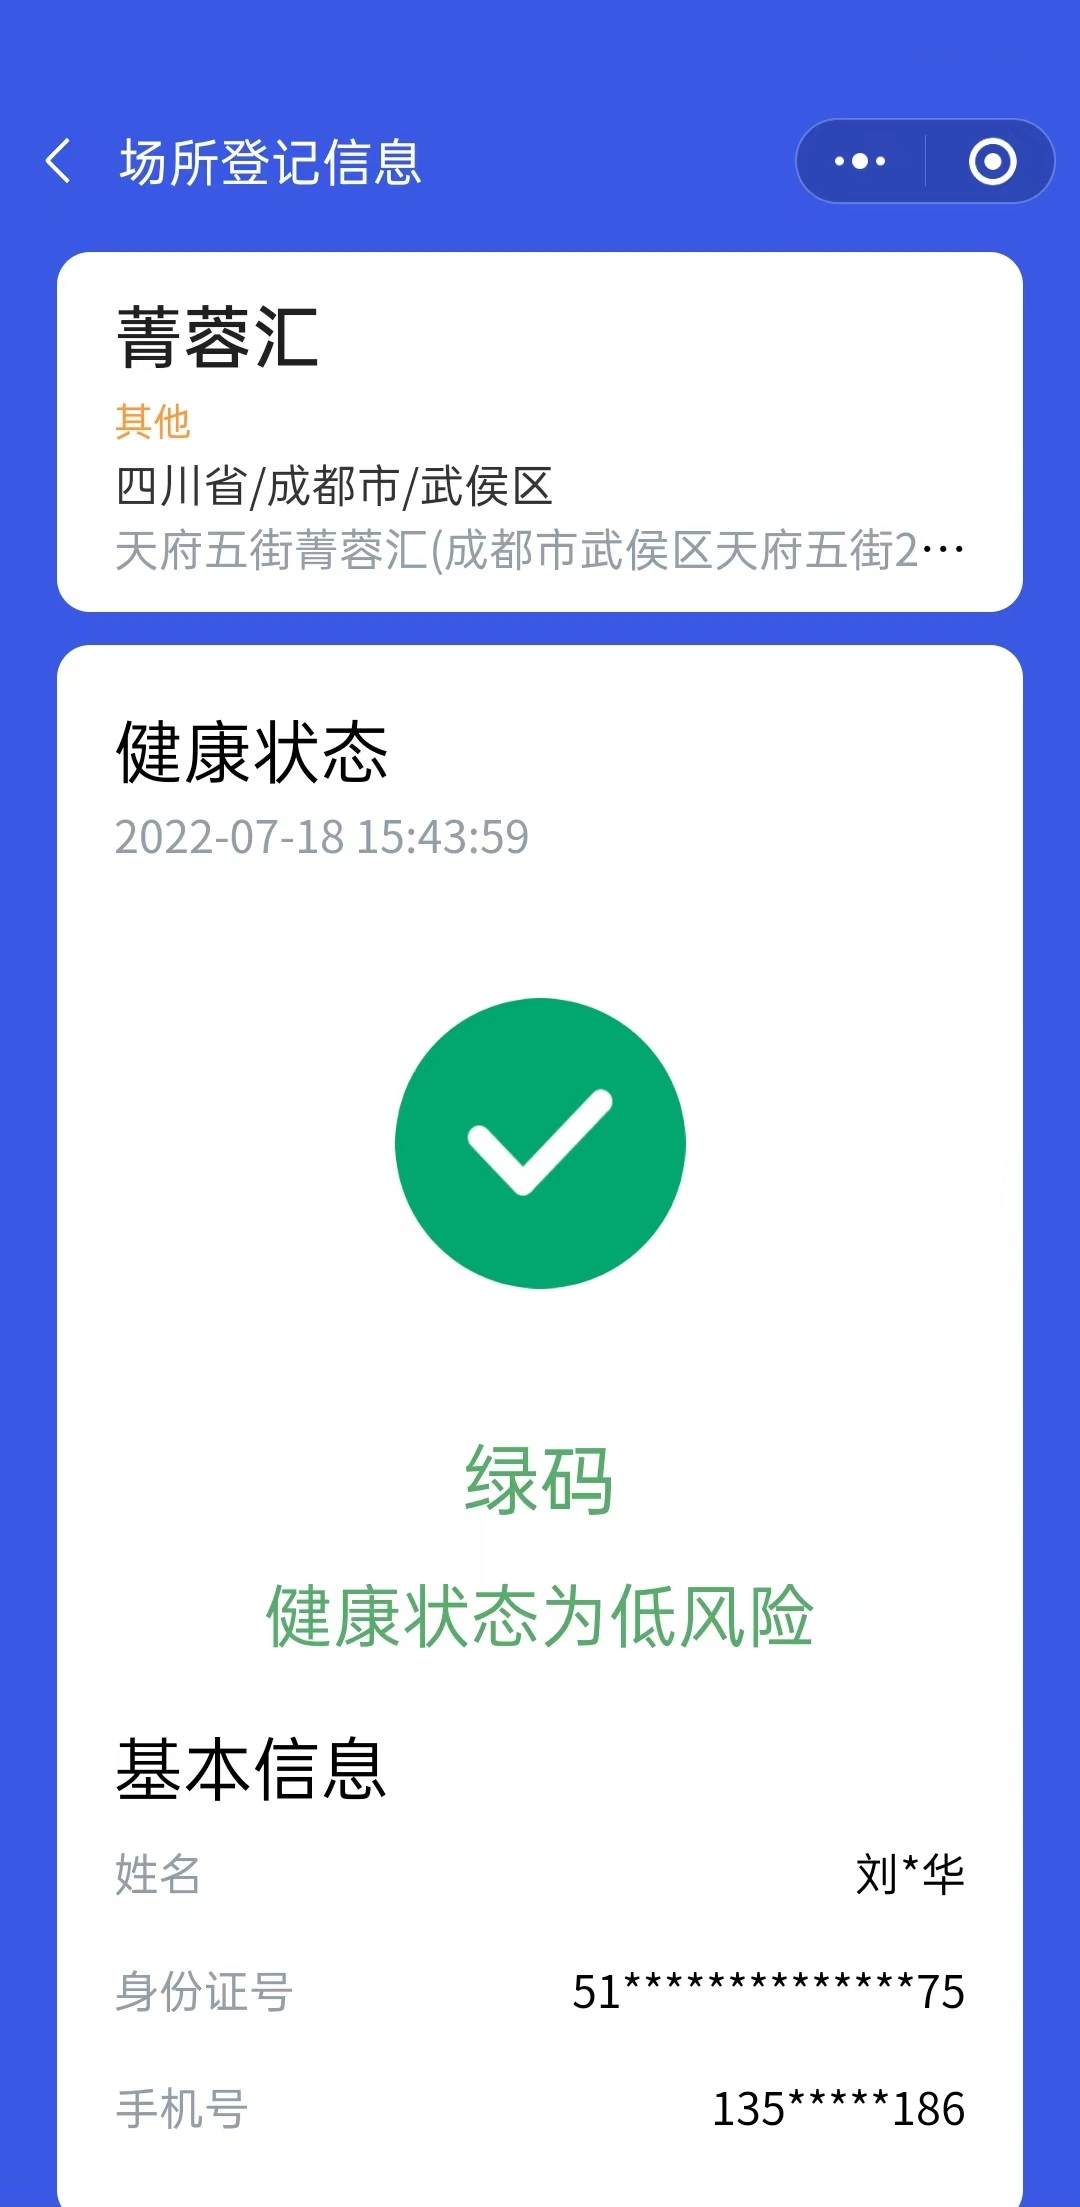 场所登记信息
菁蓉汇
其他
四川省/成都市/武侯区
天府五街菁蓉汇(成都市武侯区天府五街2···
健康状态
2022-07-18 15:43:59
绿码
健康状态为低风险
基本信息
姓名 刘*华
身份证号 51**************75
手机号 135*****186